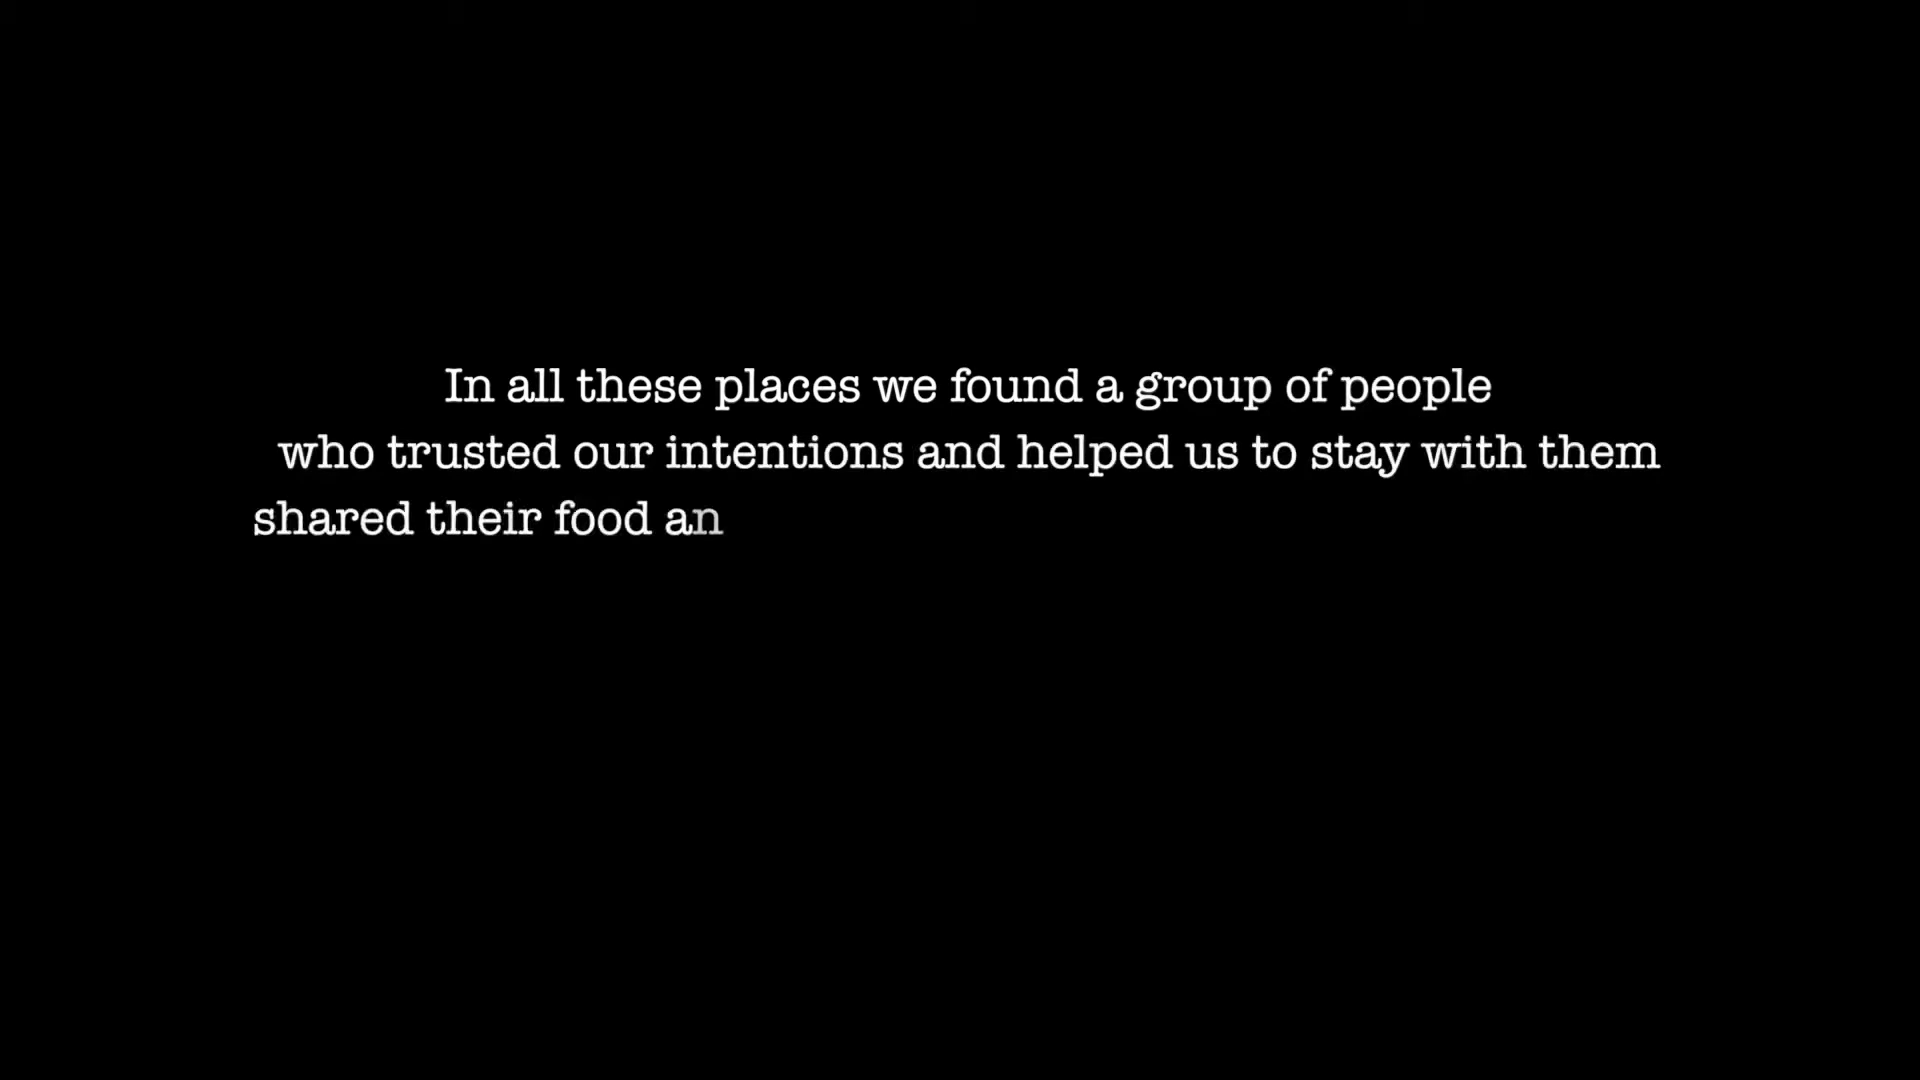 In all these places we found a group of people
who trusted our intentions and helped us to stay with them
shared their food an